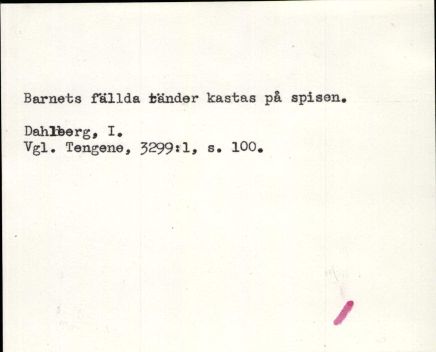 Barnets fällda tänder kastas på spisen.
Dahlberg, I.
Vgl. Tengene, 3299:1, s. 100.